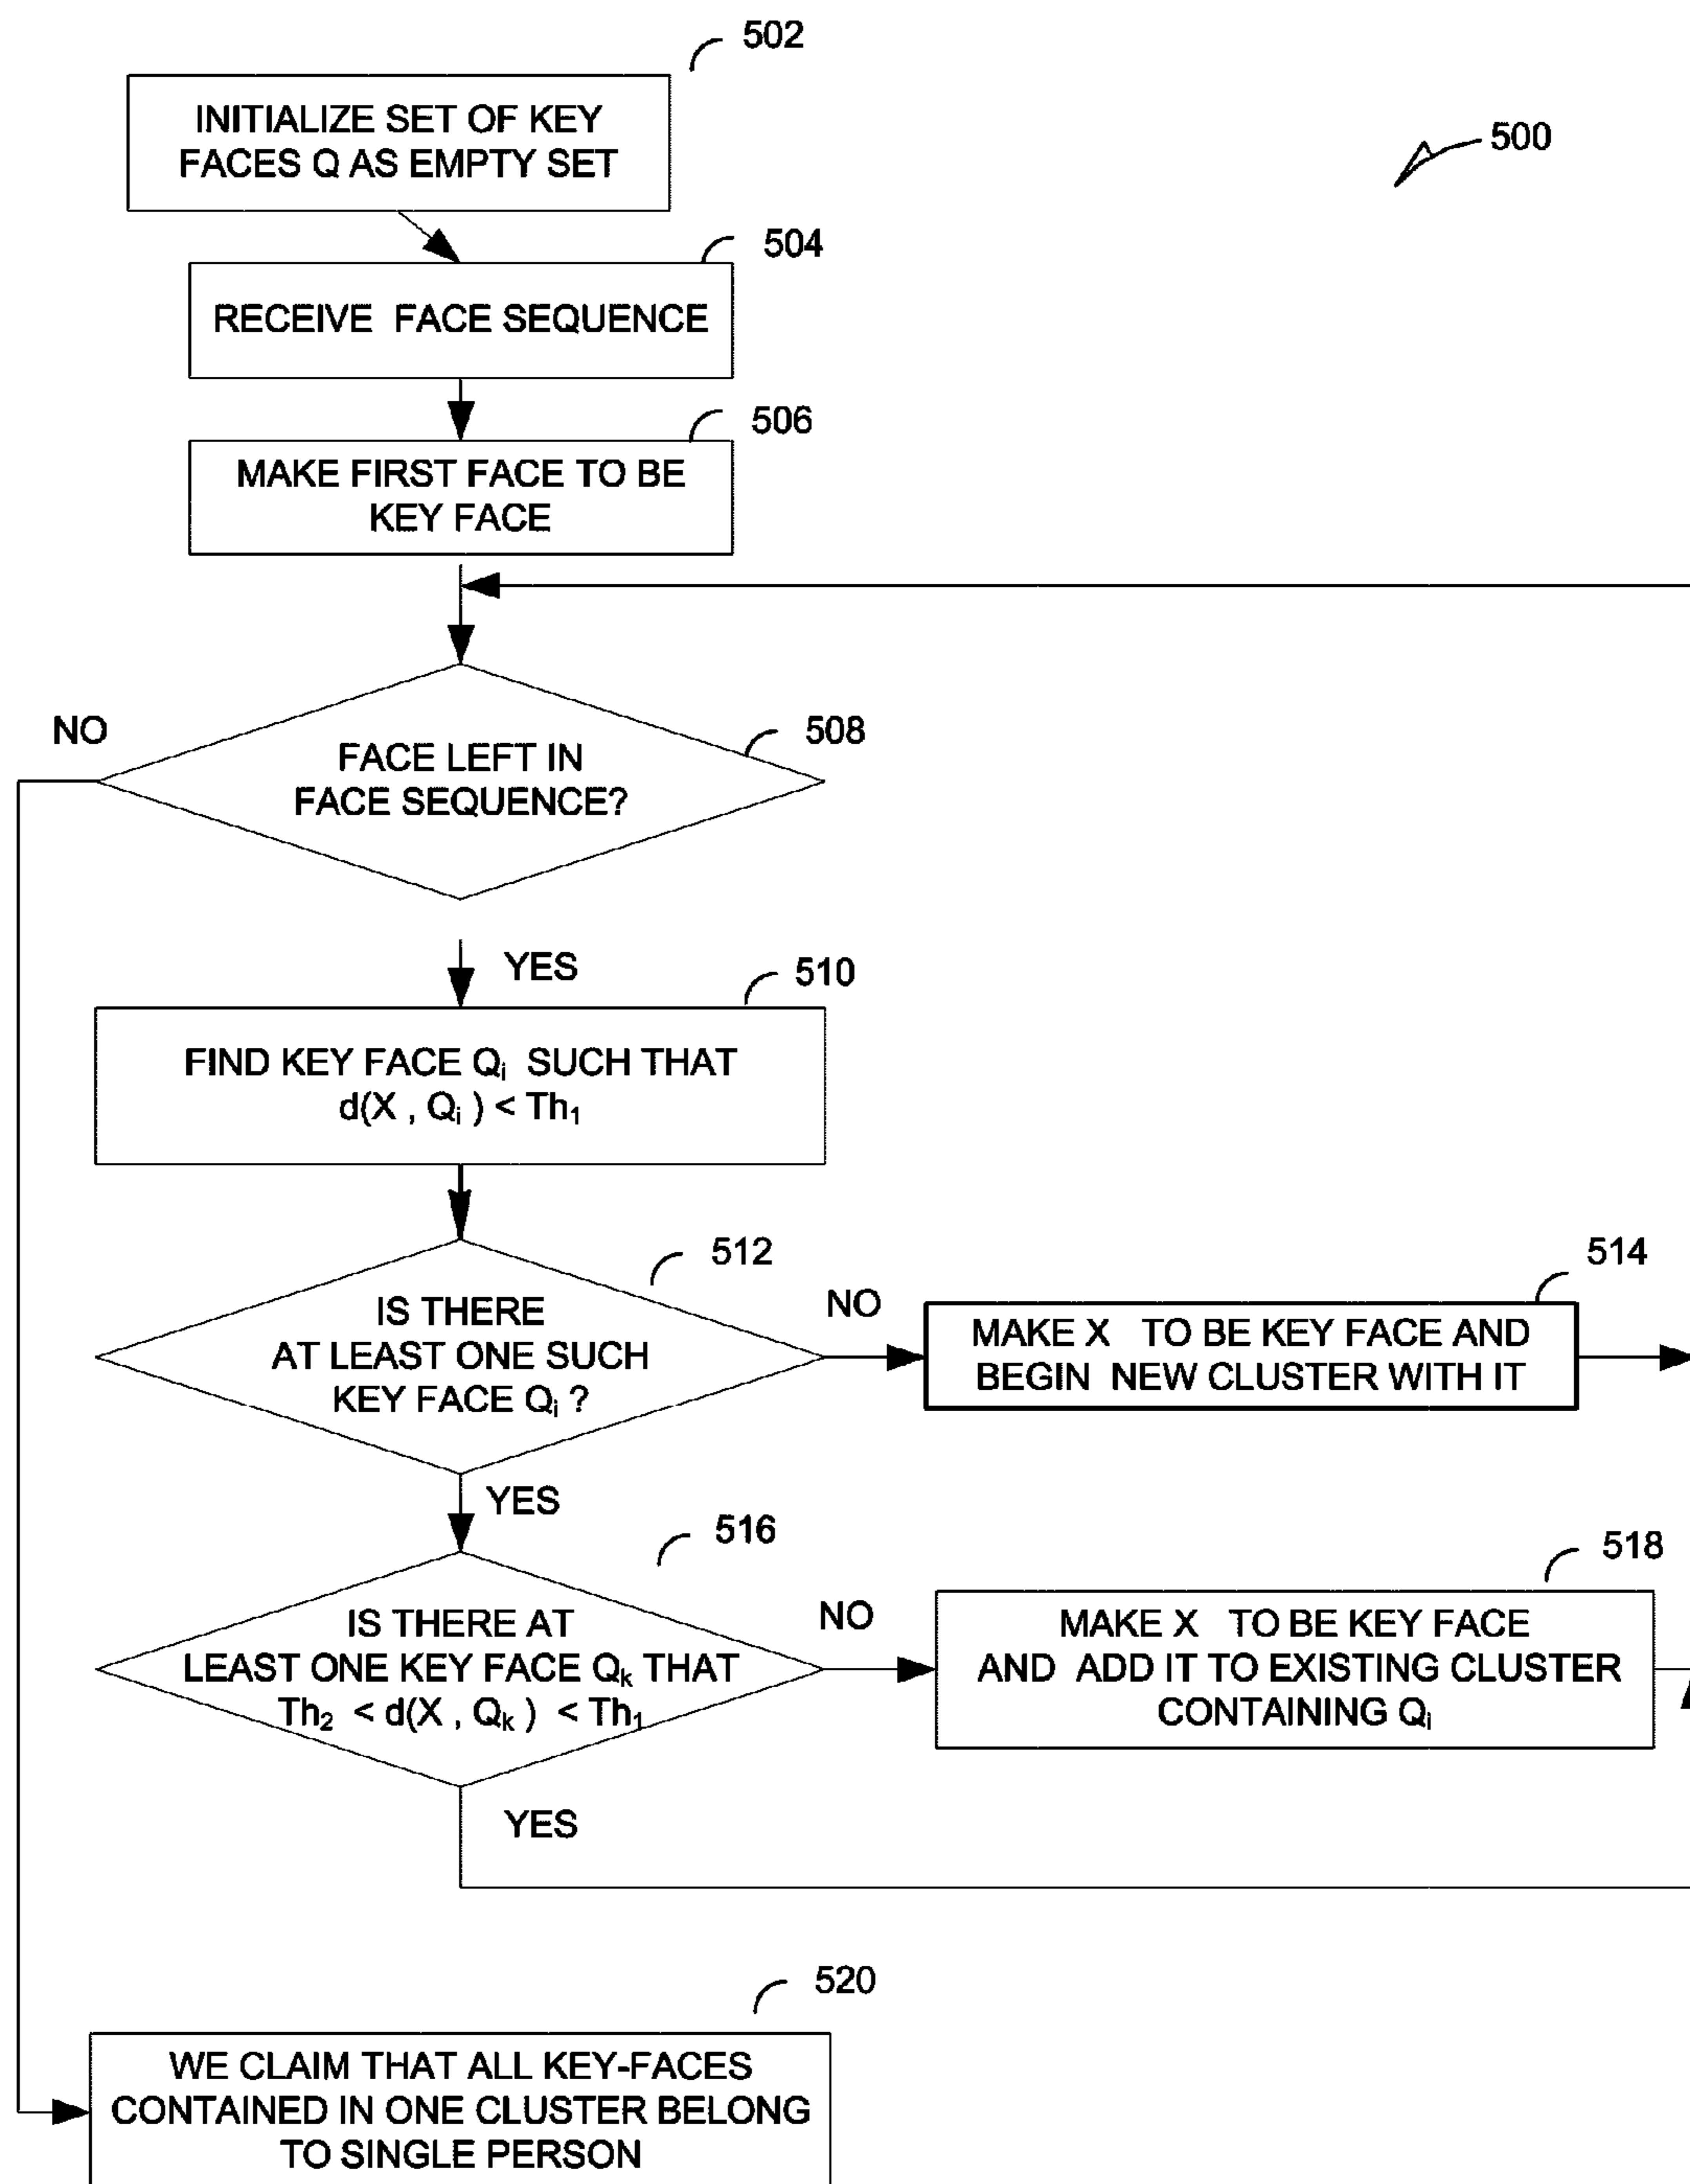 502
INITIALIZE SET OF KEY
FACES Q AS EMPTY SET
500
504
RECEIVE FACE SEQUENCE
506
MAKE FIRST FACE TO BE
KEY FACE
NO
508
FACE LEFT IN
FACE SEQUENCE?
YES
510
FIND KEY FACE Qᵢ SUCH THAT
d(X , Qᵢ ) < Th₁
512
IS THERE
AT LEAST ONE SUCH
KEY FACE Qᵢ ?
NO
514
MAKE X TO BE KEY FACE AND
BEGIN NEW CLUSTER WITH IT
YES
516
IS THERE AT
LEAST ONE KEY FACE Qₖ THAT
Th₂ < d(X , Qₖ ) < Th₁
NO
518
MAKE X TO BE KEY FACE
AND ADD IT TO EXISTING CLUSTER
CONTAINING Qᵢ
YES
520
WE CLAIM THAT ALL KEY-FACES
CONTAINED IN ONE CLUSTER BELONG
TO SINGLE PERSON